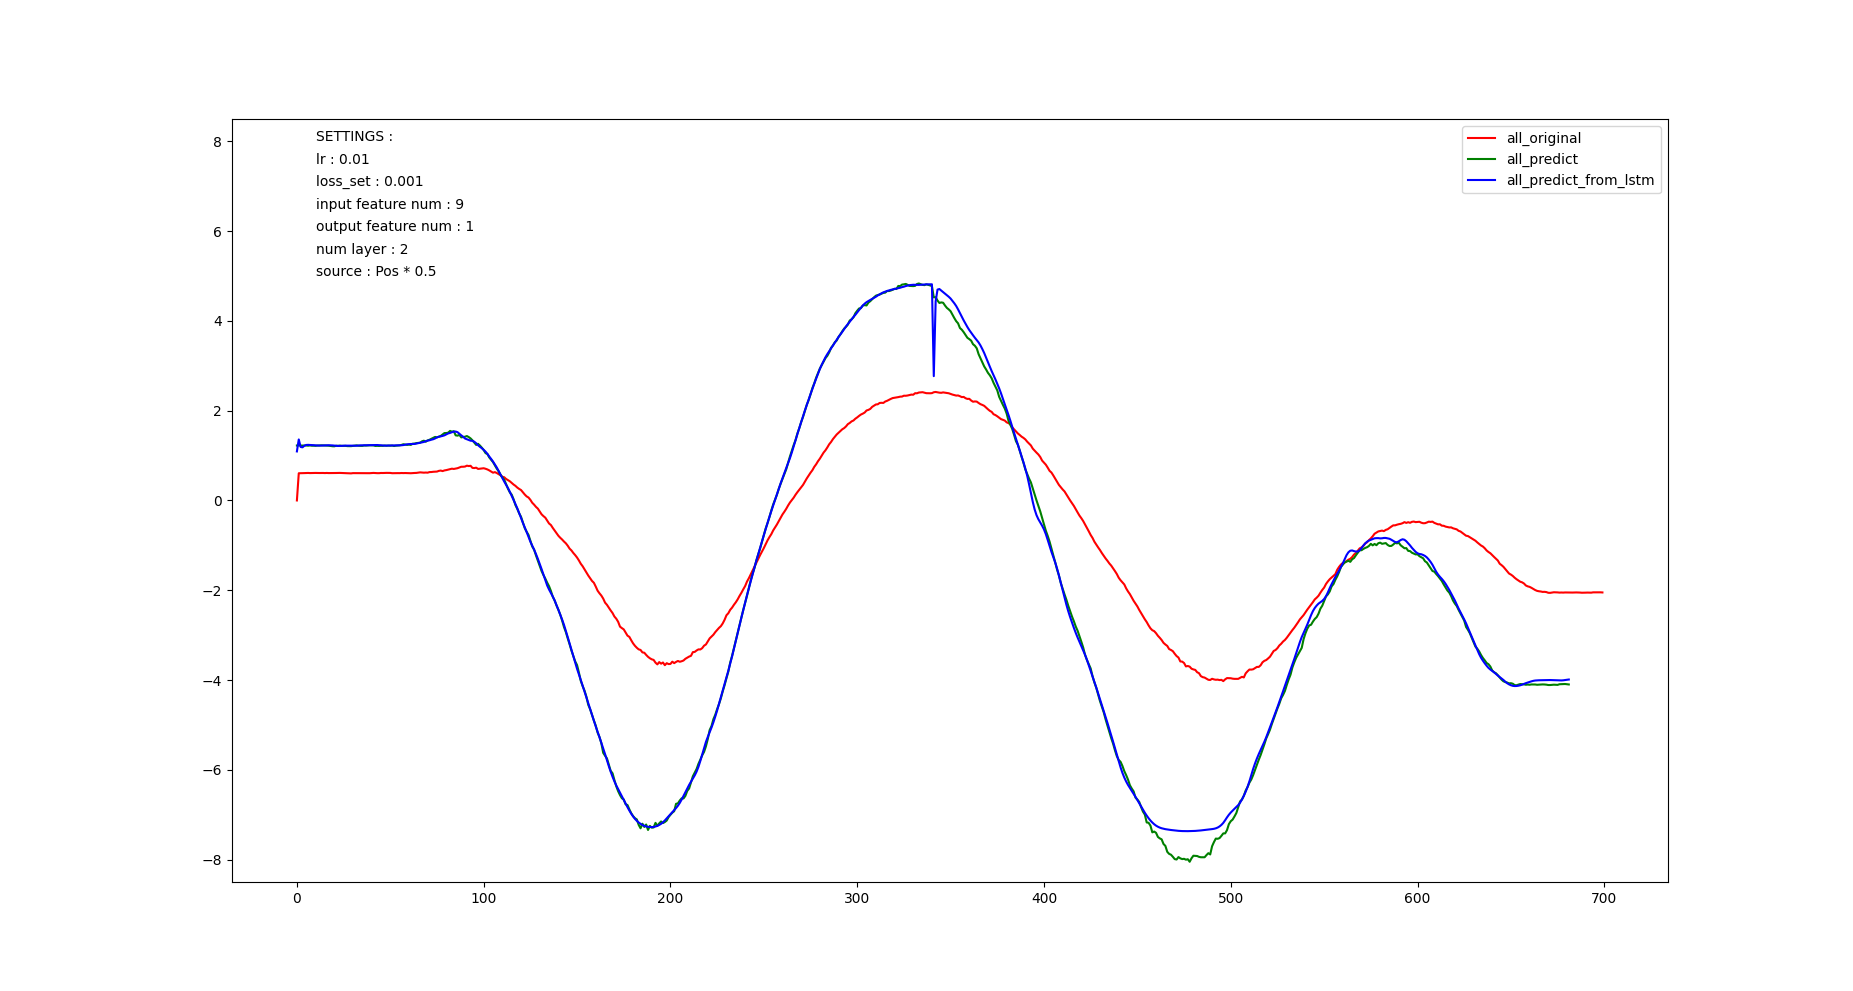 SETTINGS :
lr : 0.01
loss_set : 0.001
input feature num : 9
output feature num : 1
num layer : 2
source : Pos * 0.5
all_original
all_predict
all_predict_from_lstm
8
6
4
2
0
−2
−4
−6
−8
0 100 200 300 400 500 600 700